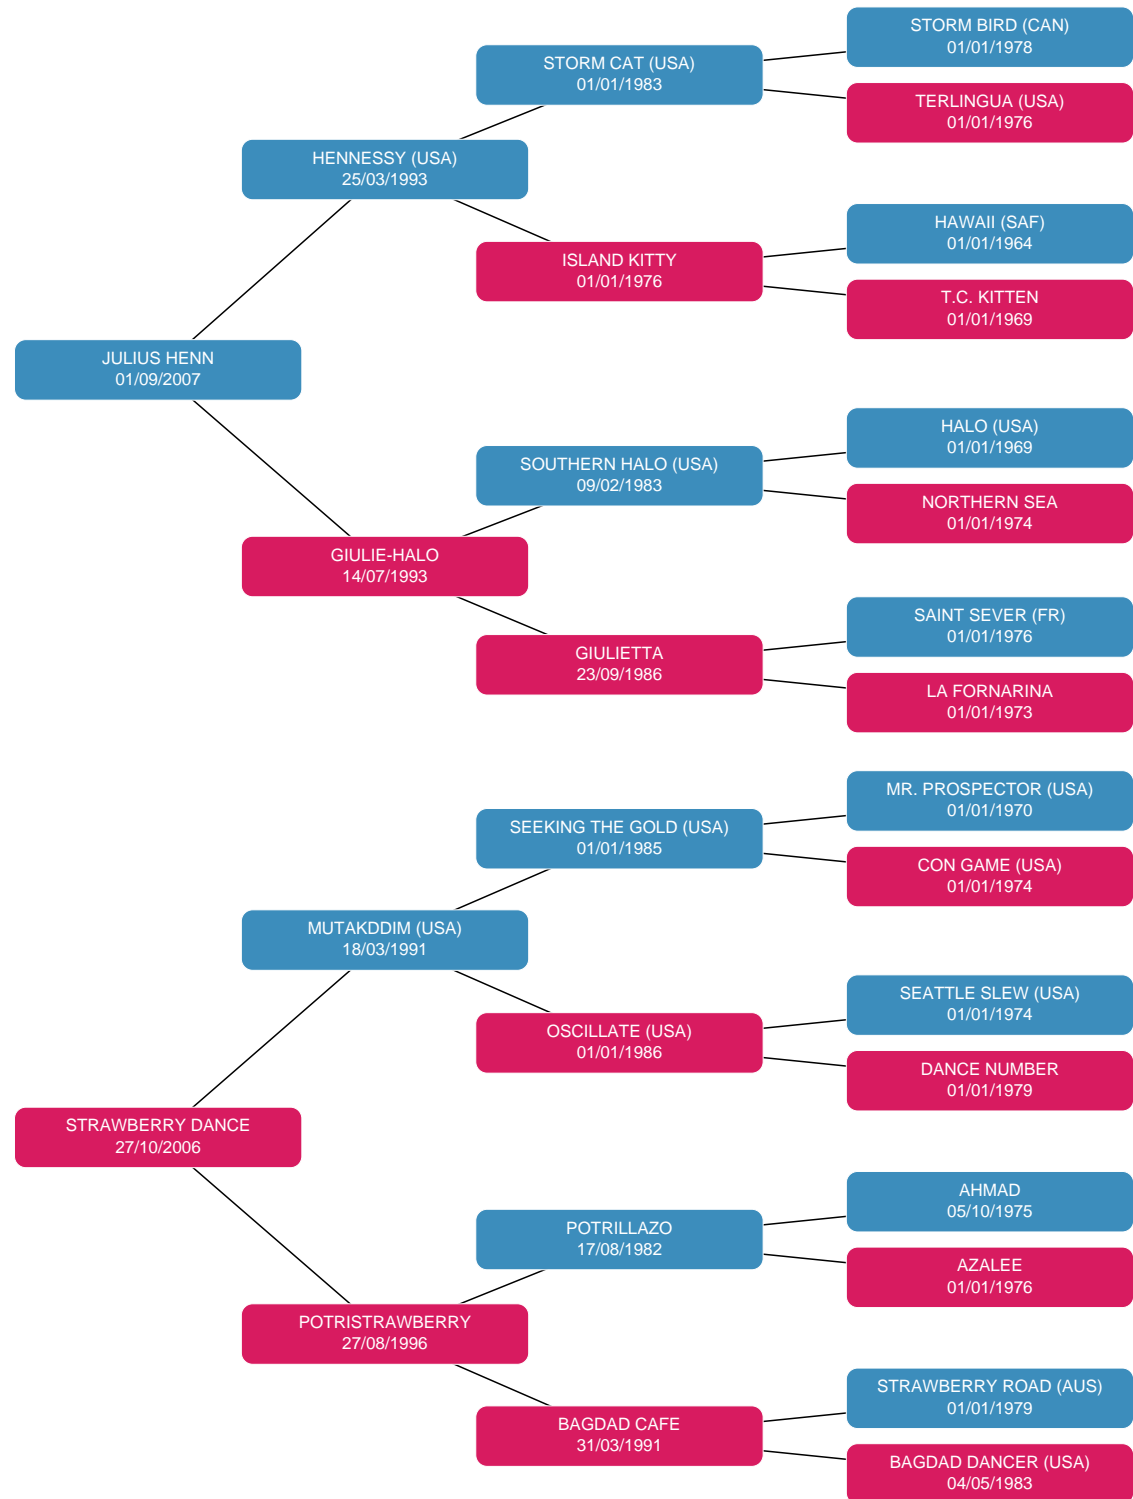 STORM BIRD (CAN)
01/01/1978
STORM CAT (USA)
01/01/1983
TERLINGUA (USA)
01/01/1976
HENNESSY (USA)
25/03/1993
HAWAII (SAF)
01/01/1964
ISLAND KITTY
01/01/1976
T.C. KITTEN
01/01/1969
JULIUS HENN
01/09/2007
HALO (USA)
01/01/1969
SOUTHERN HALO (USA)
09/02/1983
NORTHERN SEA
01/01/1974
GIULIE-HALO
14/07/1993
SAINT SEVER (FR)
01/01/1976
GIULIETTA
23/09/1986
LA FORNARINA
01/01/1973
MR. PROSPECTOR (USA)
01/01/1970
SEEKING THE GOLD (USA)
01/01/1985
CON GAME (USA)
01/01/1974
MUTAKDDIM (USA)
18/03/1991
SEATTLE SLEW (USA)
01/01/1974
OSCILLATE (USA)
01/01/1986
DANCE NUMBER
01/01/1979
STRAWBERRY DANCE
27/10/2006
AHMAD
05/10/1975
POTRILLAZO
17/08/1982
AZALEE
01/01/1976
POTRISTRAWBERRY
27/08/1996
STRAWBERRY ROAD (AUS)
01/01/1979
BAGDAD CAFE
31/03/1991
BAGDAD DANCER (USA)
04/05/1983